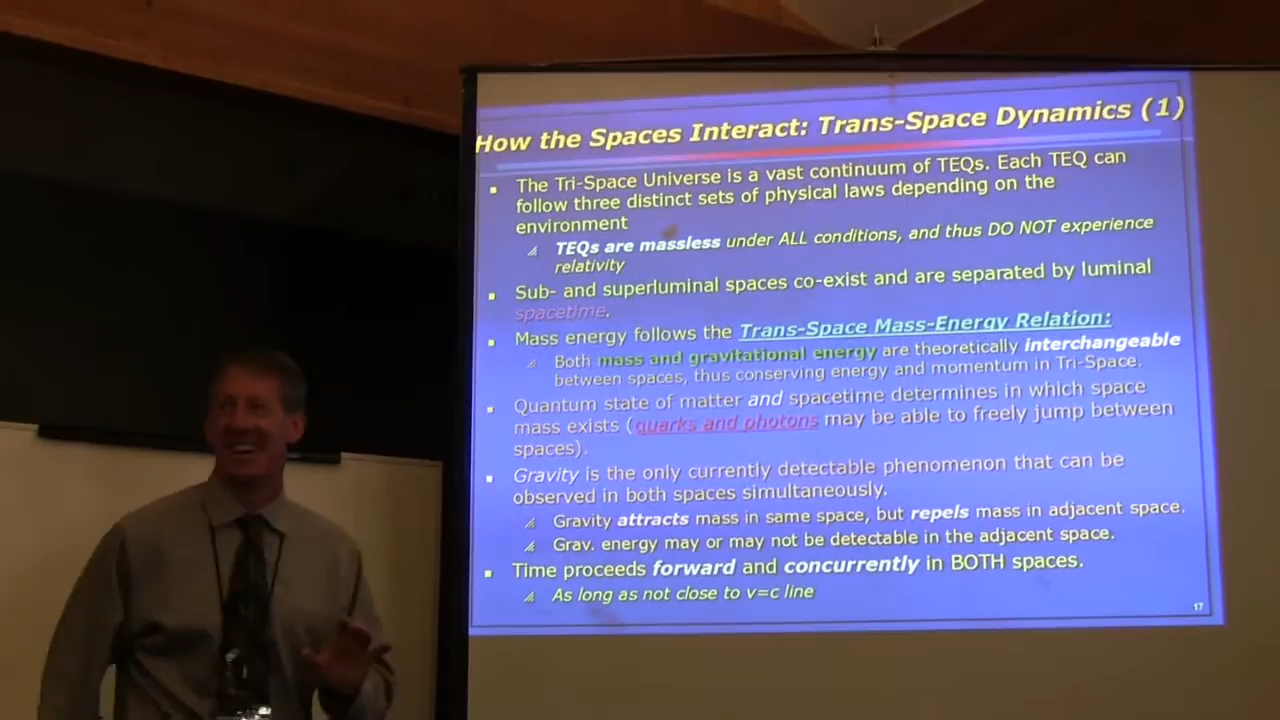 How the Spaces Interact: Trans-Space Dynamics (1)
▪ The Tri-Space Universe is a vast continuum of TEQs. Each TEQ can
follow three distinct sets of physical laws depending on the
environment
TEQs are massless under ALL conditions, and thus DO NOT experience
relativity
▪ Sub- and superluminal spaces co-exist and are separated by luminal
spacetime.
▪ Mass energy follows the Trans-Space Mass-Energy Relation:
Both mass and gravitational energy are theoretically interchangeable
between spaces, thus conserving energy and momentum in Tri-Space.
▪ Quantum state of matter and spacetime determines in which space
mass exists (quarks and photons may be able to freely jump between
spaces).
▪ Gravity is the only currently detectable phenomenon that can be
observed in both spaces simultaneously.
Gravity attracts mass in same space, but repels mass in adjacent space.
Grav. energy may or may not be detectable in the adjacent space.
▪ Time proceeds forward and concurrently in BOTH spaces.
As long as not close to v=c line
17